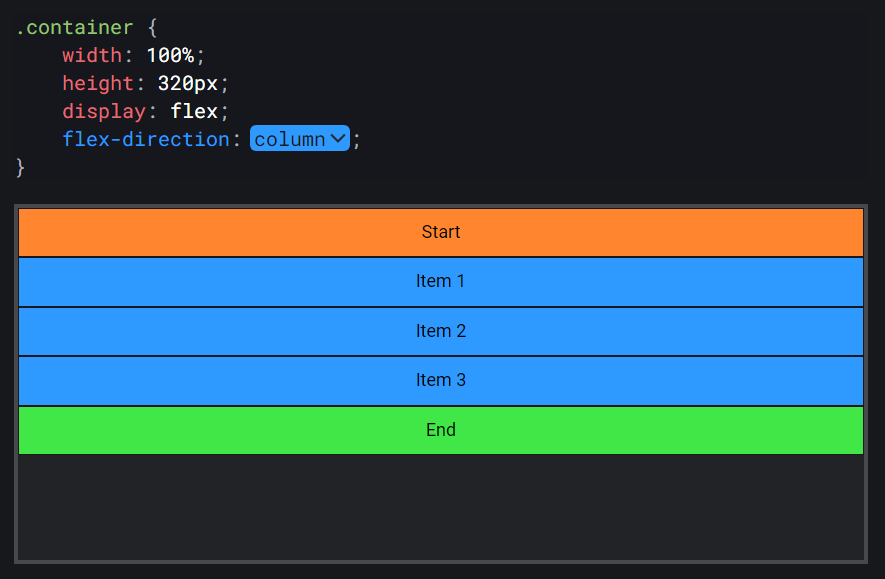 .container {
    width: 100%;
    height: 320px;
    display: flex;
    flex-direction: column;
}
Start
Item 1
Item 2
Item 3
End